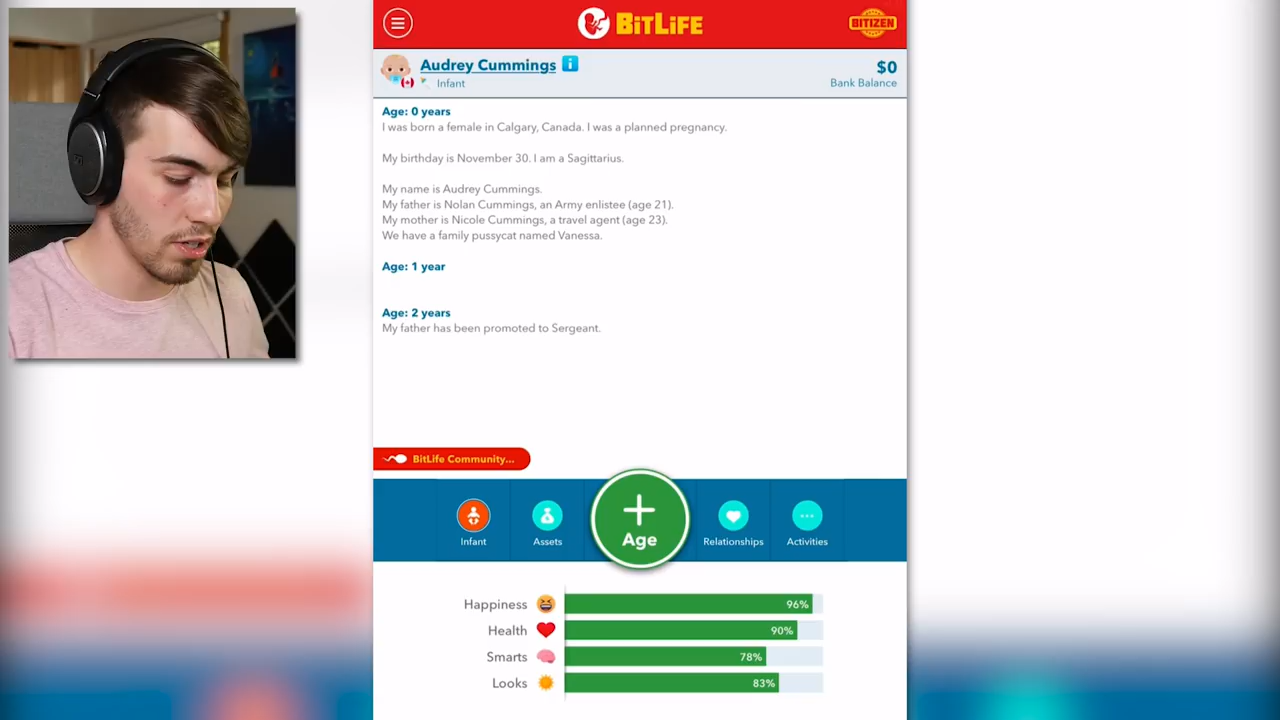 BITLIFE
BITIZEN
Audrey Cummings
i
$0
Infant
Bank Balance
Age: 0 years
I was born a female in Calgary, Canada. I was a planned pregnancy.
My birthday is November 30. I am a Sagittarius.
My name is Audrey Cummings.
My father is Nolan Cummings, an Army enlistee (age 21).
My mother is Nicole Cummings, a travel agent (age 23).
We have a family pussycat named Vanessa.
Age: 1 year
Age: 2 years
My father has been promoted to Sergeant.
BitLife Community...
Infant
Assets
+
Age
Relationships
Activities
Happiness 96%
Health 90%
Smarts 78%
Looks 83%